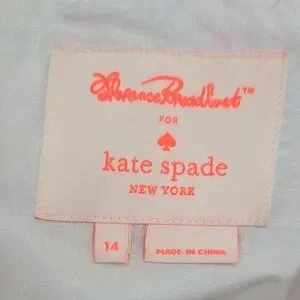 Florence Broadhurst™
FOR
kate spade
NEW YORK
14
MADE IN CHINA